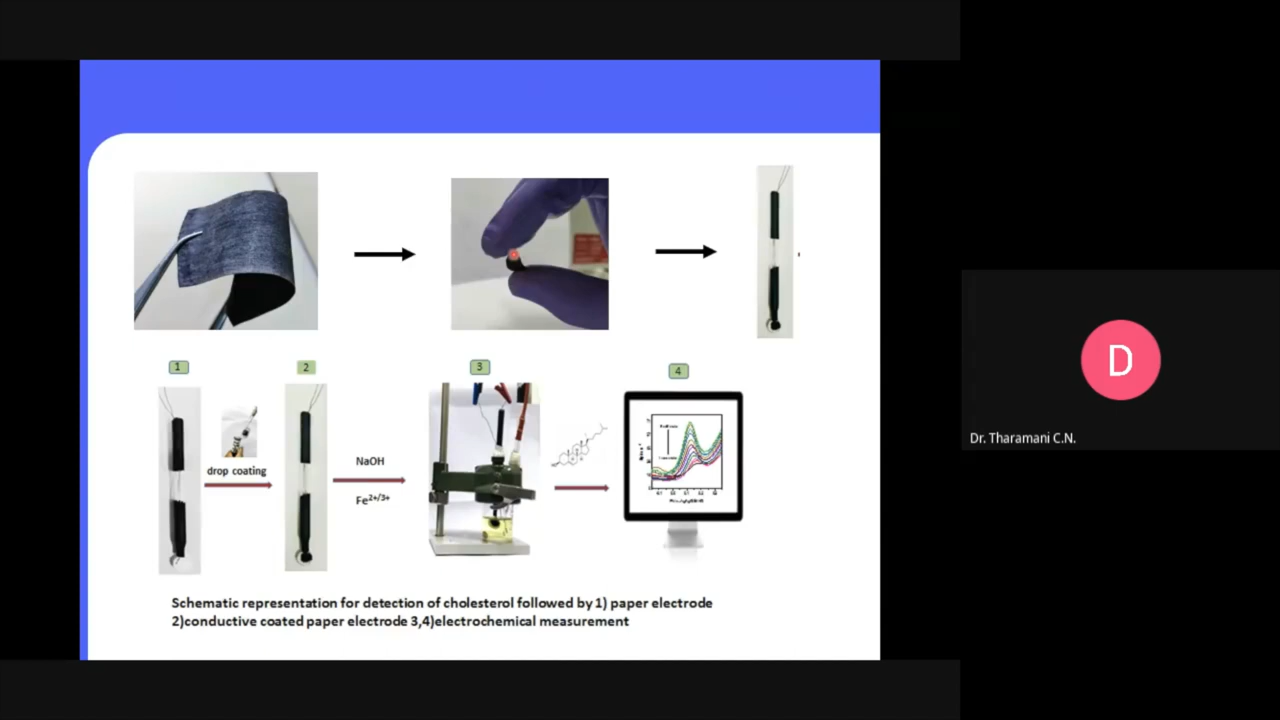 1
2
3
4
drop coating
NaOH
Fe2+/3+
Schematic representation for detection of cholesterol followed by 1) paper electrode
2)conductive coated paper electrode 3,4)electrochemical measurement
D
Dr. Tharamani C.N.